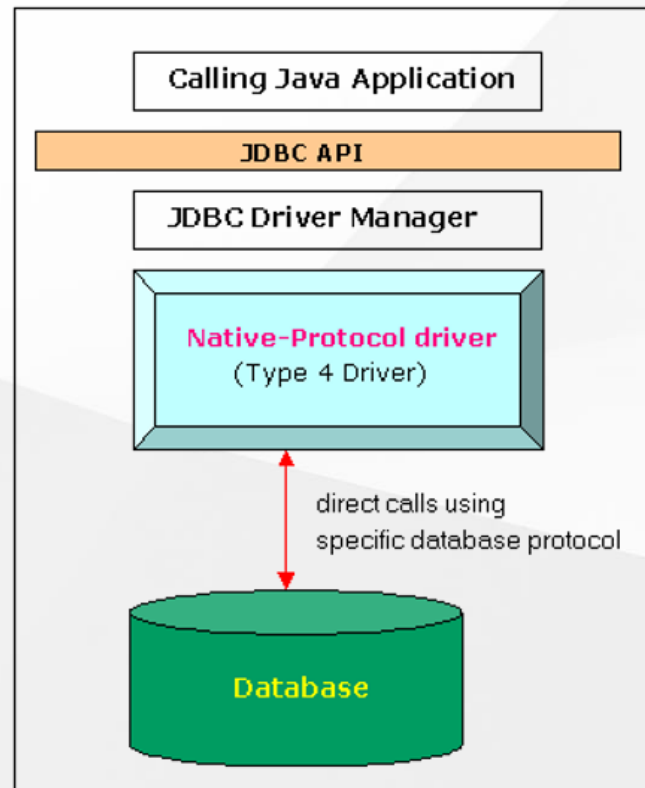 Calling Java Application
JDBC API
JDBC Driver Manager
Native-Protocol driver
(Type 4 Driver)
direct calls using
specific database protocol
Database